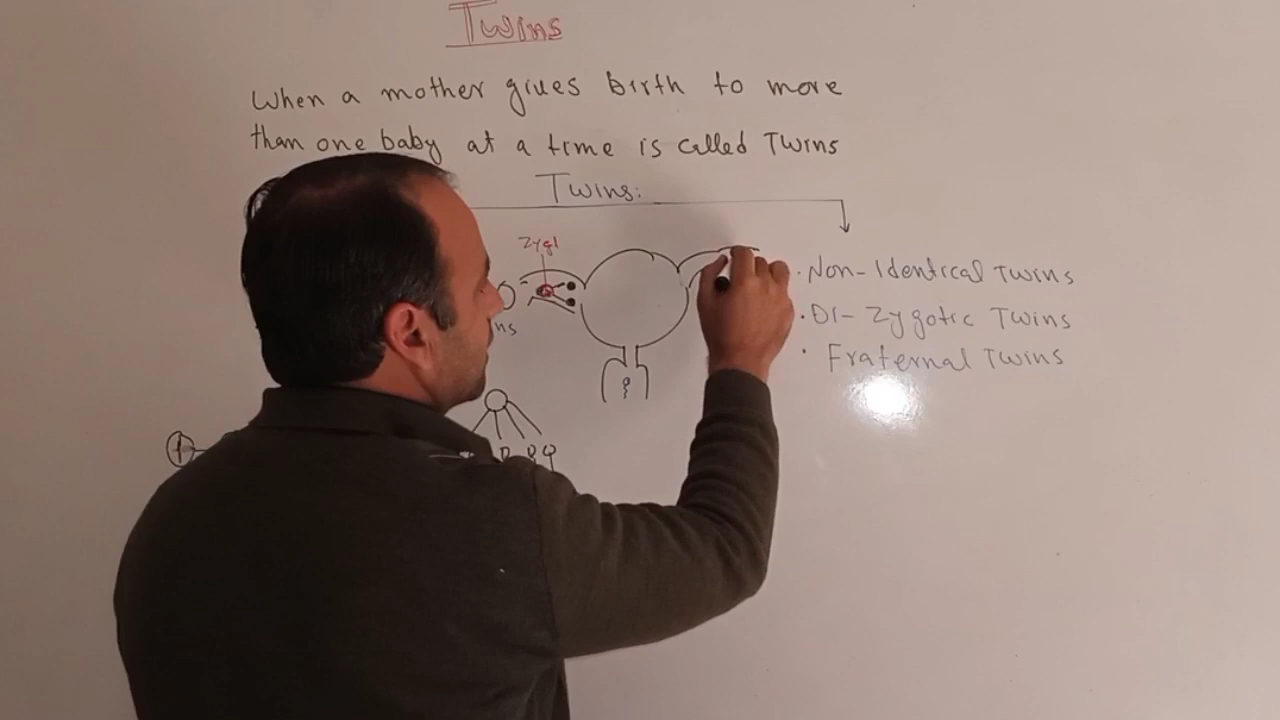 Twins
When a mother gives birth to more
than one baby at a time is called Twins
Twins:
Zygt
ns
· Non-Identical Twins
· Di-Zygotic Twins
· Fraternal Twins